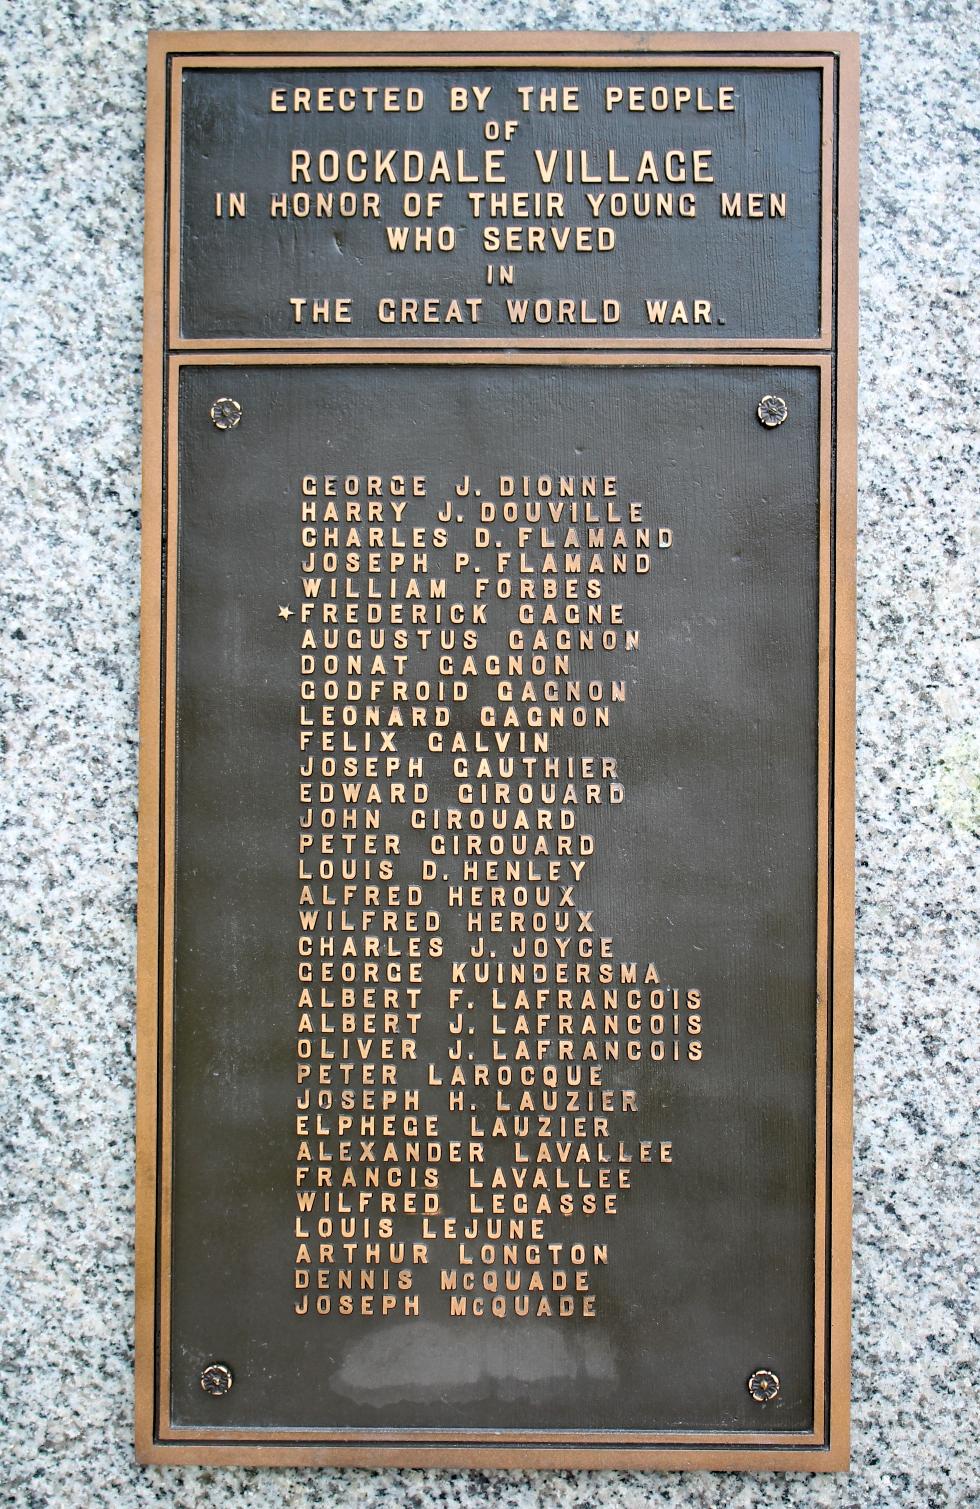 ERECTED BY THE PEOPLE
OF
ROCKDALE VILLAGE
IN HONOR OF THEIR YOUNG MEN
WHO SERVED
IN
THE GREAT WORLD WAR.
GEORGE J. DIONNE
HARRY J. DOUVILLE
CHARLES D. FLAMAND
JOSEPH P. FLAMAND
WILLIAM FORBES
★FREDERICK GAGNE
AUGUSTUS GAGNON
DONAT GAGNON
GODFROID GAGNON
LEONARD GAGNON
FELIX GALVIN
JOSEPH GAUTHIER
EDWARD GIROUARD
JOHN GIROUARD
PETER GIROUARD
LOUIS D. HENLEY
ALFRED HEROUX
WILFRED HEROUX
CHARLES J. JOYCE
GEORGE KUINDERSMA
ALBERT F. LAFRANCOIS
ALBERT J. LAFRANCOIS
OLIVER J. LAFRANCOIS
PETER LAROCQUE
JOSEPH H. LAUZIER
ELPHEGE LAUZIER
ALEXANDER LAVALLEE
FRANCIS LAVALLEE
WILFRED LEGASSE
LOUIS LEJUNE
ARTHUR LONGTON
DENNIS McQUADE
JOSEPH McQUADE